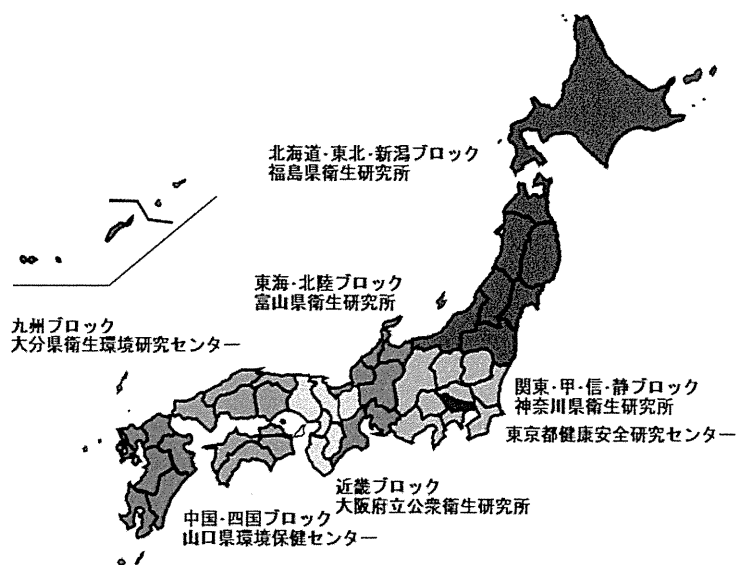 北海道・東北・新潟ブロック
福島県衛生研究所
東海・北陸ブロック
富山県衛生研究所
九州ブロック
大分県衛生環境研究センター
関東・甲・信・静ブロック
神奈川県衛生研究所
東京都健康安全研究センター
近畿ブロック
大阪府立公衆衛生研究所
中国・四国ブロック
山口県環境保健センター